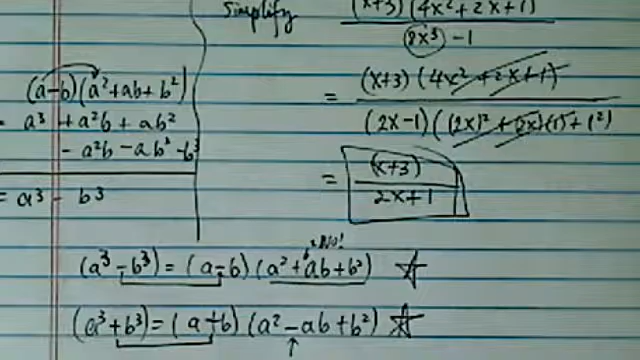 Simplify (x+3)(4x²+2x+1)
8x³ - 1
= (x+3)(4x²+2x+1)
(2x-1)((2x)²+(2x)(1)+1²)
= (x+3)
2x+1
(a-b)(a²+ab+b²)
= a³ + a²b + ab²
- a²b - ab² - b³
= a³ - b³
No!
(a³-b³) = (a-b)(a²+ab+b²)
(a³+b³) = (a+b)(a²-ab+b²)